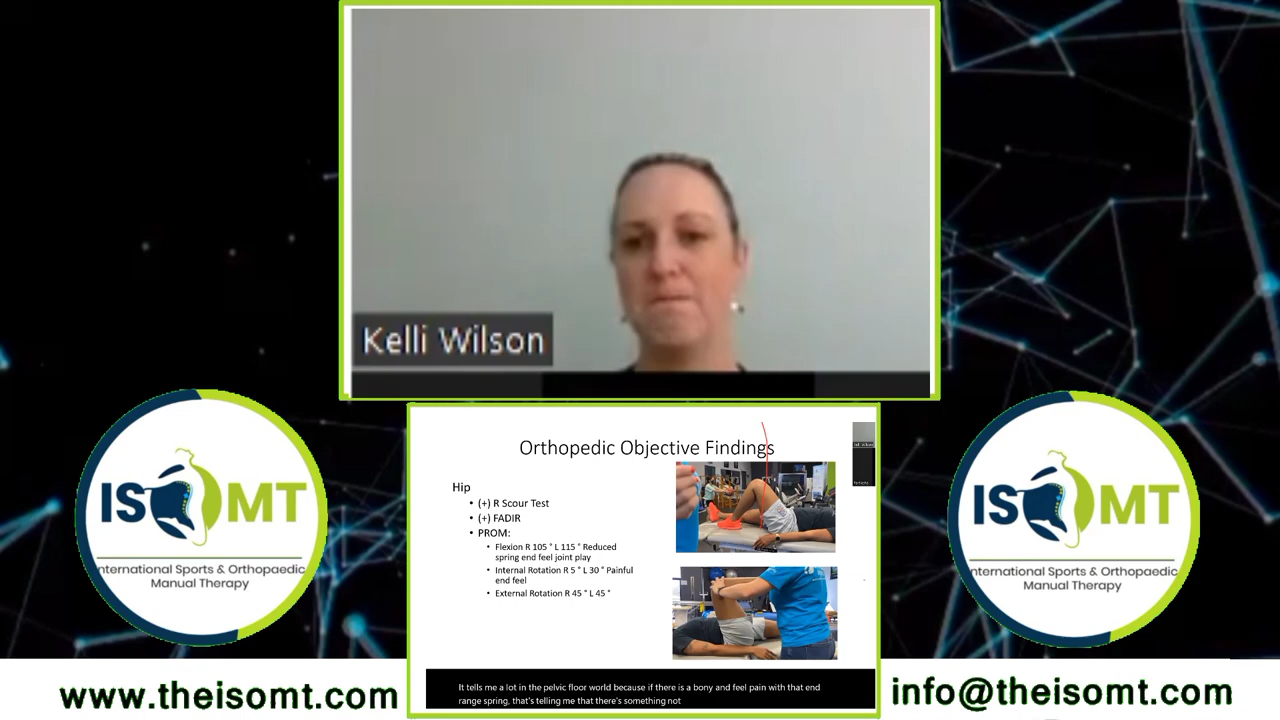 Kelli Wilson
Orthopedic Objective Findings
Hip
• (+) R Scour Test
• (+) FADIR
• PROM:
• Flexion R 105 ° L 115 ° Reduced
spring end feel joint play
• Internal Rotation R 5 ° L 30 ° Painful
end feel
• External Rotation R 45 ° L 45 °
It tells me a lot in the pelvic floor world because if there is a bony and feel pain with that end
range spring, that's telling me that there's something not
ISOMT
nternational Sports & Orthopaedic
Manual Therapy
ISOMT
nternational Sports & Orthopaedic
Manual Therapy
www.theisomt.com
info@theisomt.com